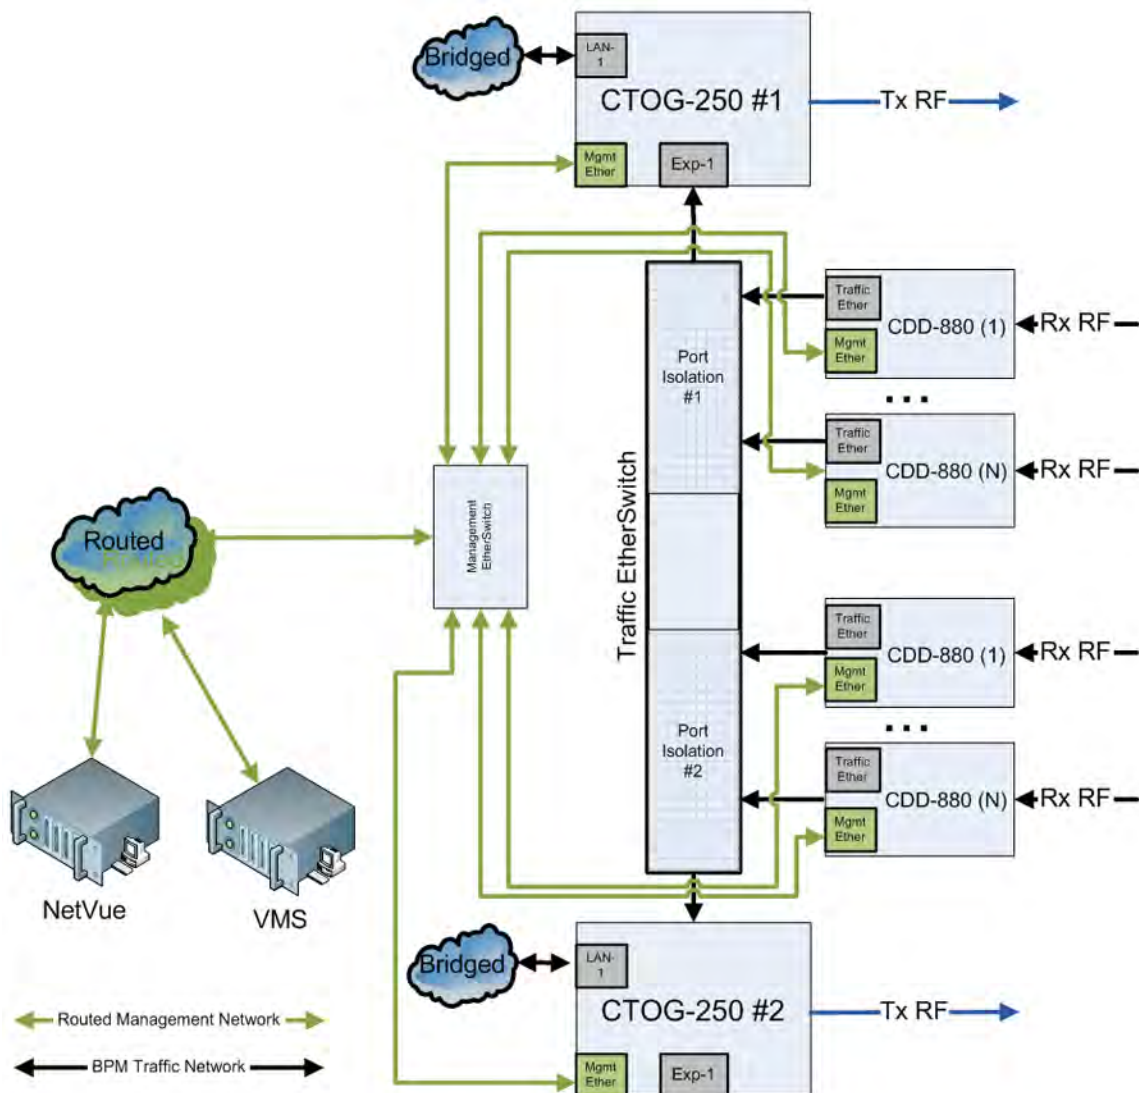 Bridged
LAN-
1
CTOG-250 #1
Tx RF
Mgmt
Ether
Exp-1
Traffic
Ether
CDD-880 (1)
Rx RF
Mgmt
Ether
...
Port
Isolation
#1
Traffic
Ether
CDD-880 (N)
Rx RF
Mgmt
Ether
Management
EtherSwitch
Routed
Traffic EtherSwitch
Traffic
Ether
CDD-880 (1)
Rx RF
Mgmt
Ether
...
Port
Isolation
#2
Traffic
Ether
CDD-880 (N)
Rx RF
Mgmt
Ether
NetVue
VMS
Bridged
LAN-
1
CTOG-250 #2
Tx RF
Mgmt
Ether
Exp-1
Routed Management Network
BPM Traffic Network